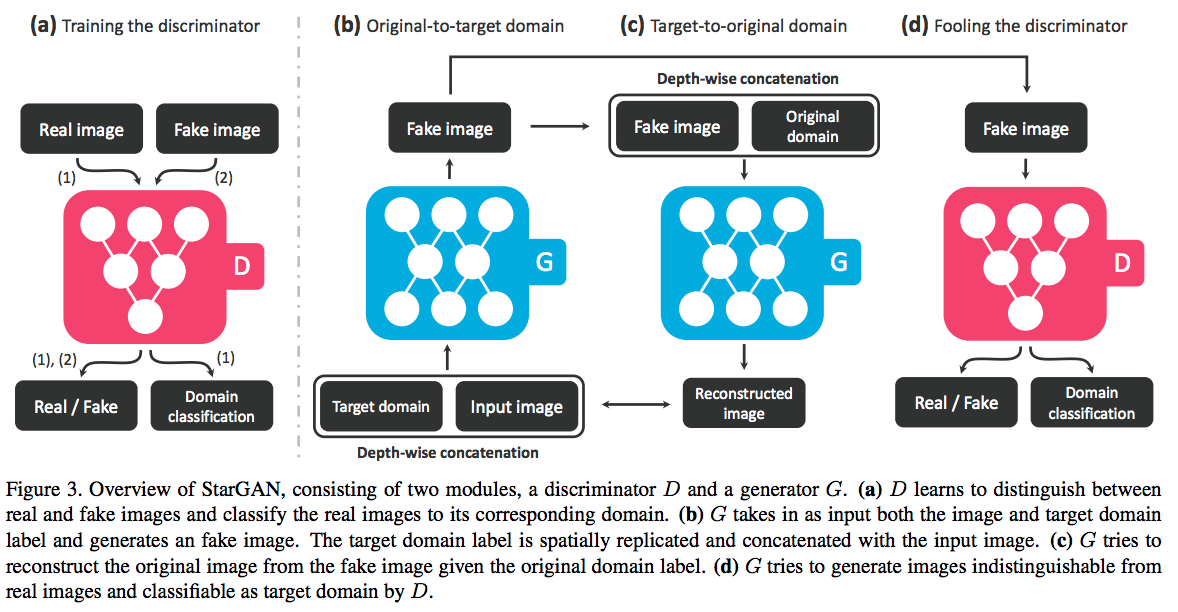 (a) Training the discriminator
(b) Original-to-target domain
(c) Target-to-original domain
(d) Fooling the discriminator
Real image
Fake image
(1)
(2)
D
(1), (2)
(1)
Real / Fake
Domain
classification
Fake image
G
Target domain
Input image
Depth-wise concatenation
Depth-wise concatenation
Fake image
Original
domain
G
Reconstructed
image
Fake image
D
Real / Fake
Domain
classification
Figure 3. Overview of StarGAN, consisting of two modules, a discriminator D and a generator G. (a) D learns to distinguish between
real and fake images and classify the real images to its corresponding domain. (b) G takes in as input both the image and target domain
label and generates an fake image. The target domain label is spatially replicated and concatenated with the input image. (c) G tries to
reconstruct the original image from the fake image given the original domain label. (d) G tries to generate images indistinguishable from
real images and classifiable as target domain by D.